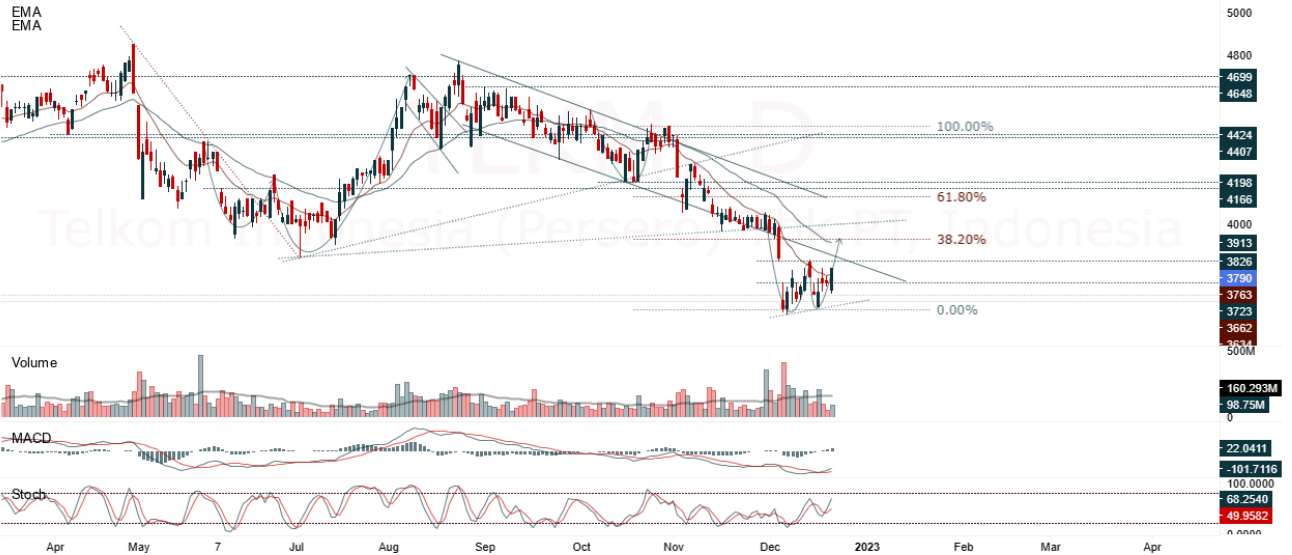 EMA
EMA
5000
4800
4699
4648
100.00%
4424
4407
4198
4166
61.80%
4000
Telkom Indonesia (Persero) Tbk PT, Indonesia
38.20%
3913
3826
3790
3763
3723
0.00%
3662
3634
500M
Volume
160.293M
98.75M
0
MACD
22.0411
-101.7116
100.0000
Stoch
68.2540
49.9582
0.0000
Apr May 7 Jul Aug Sep Oct Nov Dec 2023 Feb Mar Apr